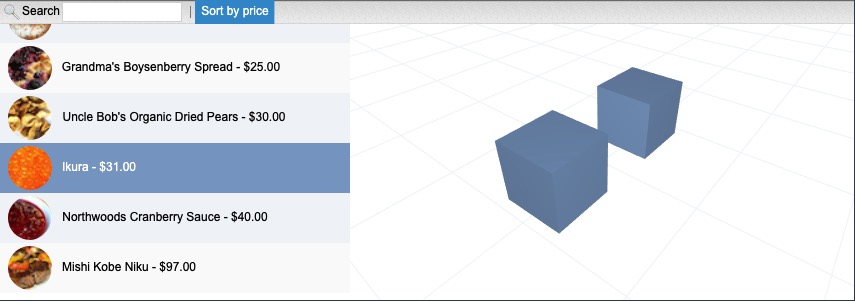 Search | Sort by price
Grandma's Boysenberry Spread - $25.00
Uncle Bob's Organic Dried Pears - $30.00
Ikura - $31.00
Northwoods Cranberry Sauce - $40.00
Mishi Kobe Niku - $97.00